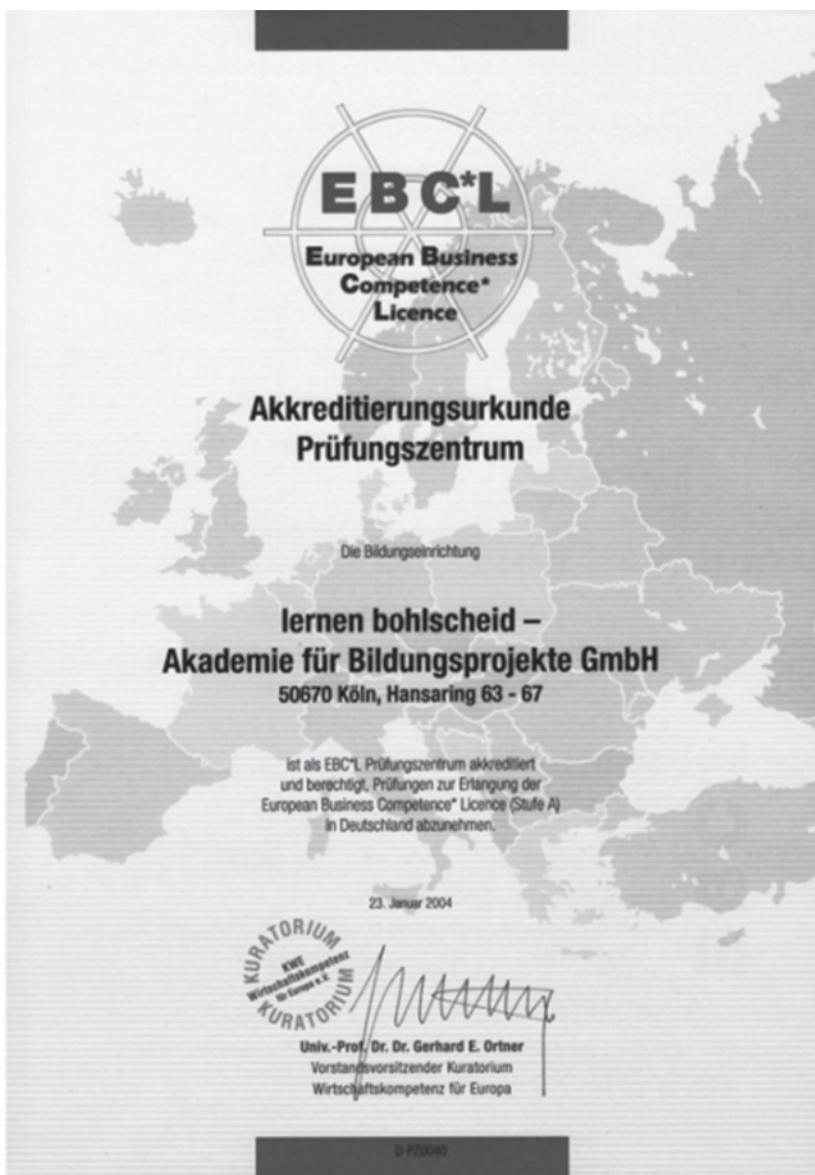 EBC*L
European Business
Competence*
Licence
Akkreditierungsurkunde
Prüfungszentrum
Die Bildungseinrichtung
lernen bohlscheid –
Akademie für Bildungsprojekte GmbH
50670 Köln, Hansaring 63 - 67
ist als EBC*L Prüfungszentrum akkreditiert
und berechtigt, Prüfungen zur Erlangung der
European Business Competence* Licence (Stufe A)
in Deutschland abzunehmen.
23. Januar 2004
KURATORIUM
KWE
Wirtschaftskompetenz
für Europa e.V.
KURATORIUM
Univ.-Prof. Dr. Dr. Gerhard E. Ortner
Vorstandsvorsitzender Kuratorium
Wirtschaftskompetenz für Europa
D-PZ0040